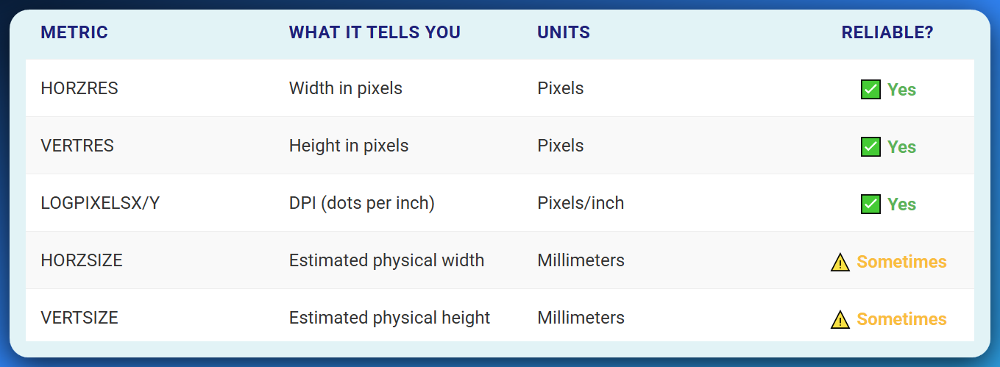 METRIC WHAT IT TELLS YOU UNITS RELIABLE?
HORZRES Width in pixels Pixels ✅ Yes
VERTRES Height in pixels Pixels ✅ Yes
LOGPIXELSX/Y DPI (dots per inch) Pixels/inch ✅ Yes
HORZSIZE Estimated physical width Millimeters ⚠ Sometimes
VERTSIZE Estimated physical height Millimeters ⚠ Sometimes